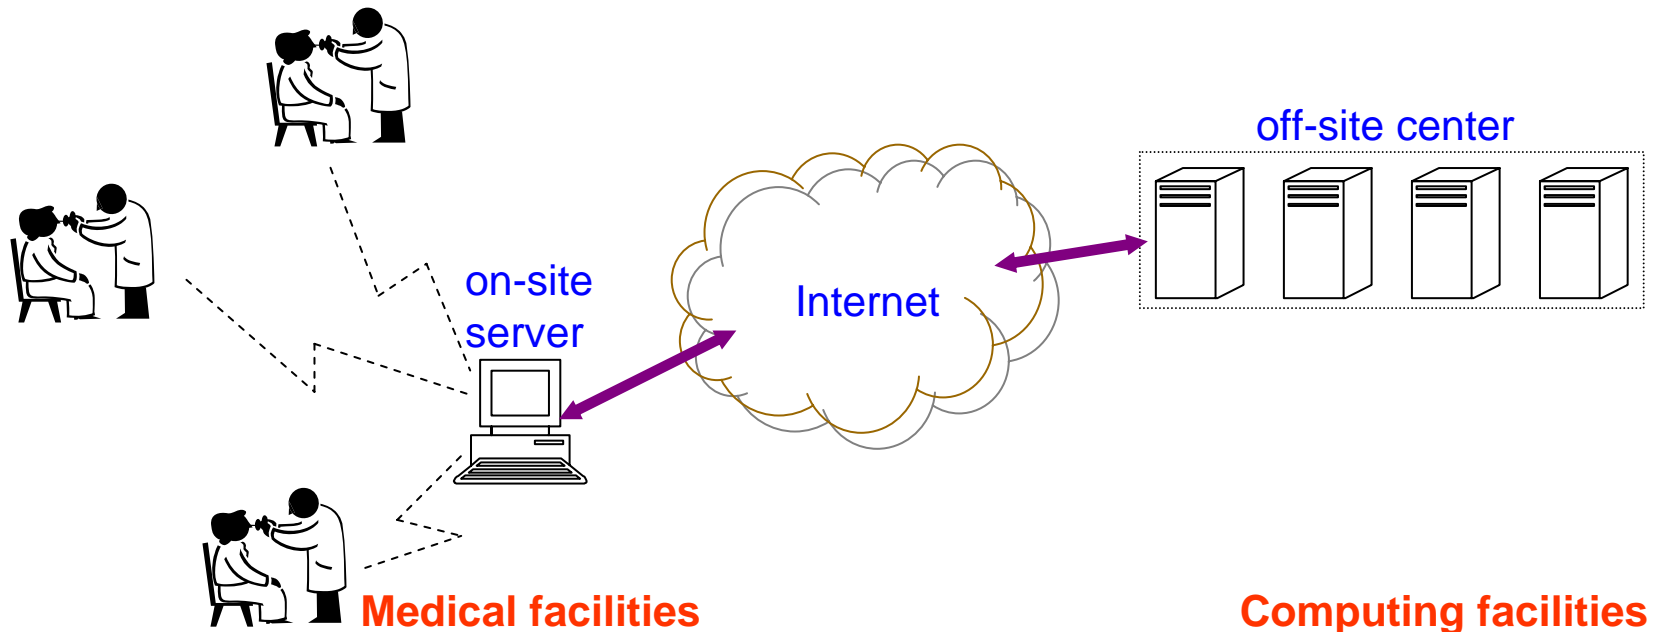 off-site center
on-site
server
Internet
Medical facilities
Computing facilities